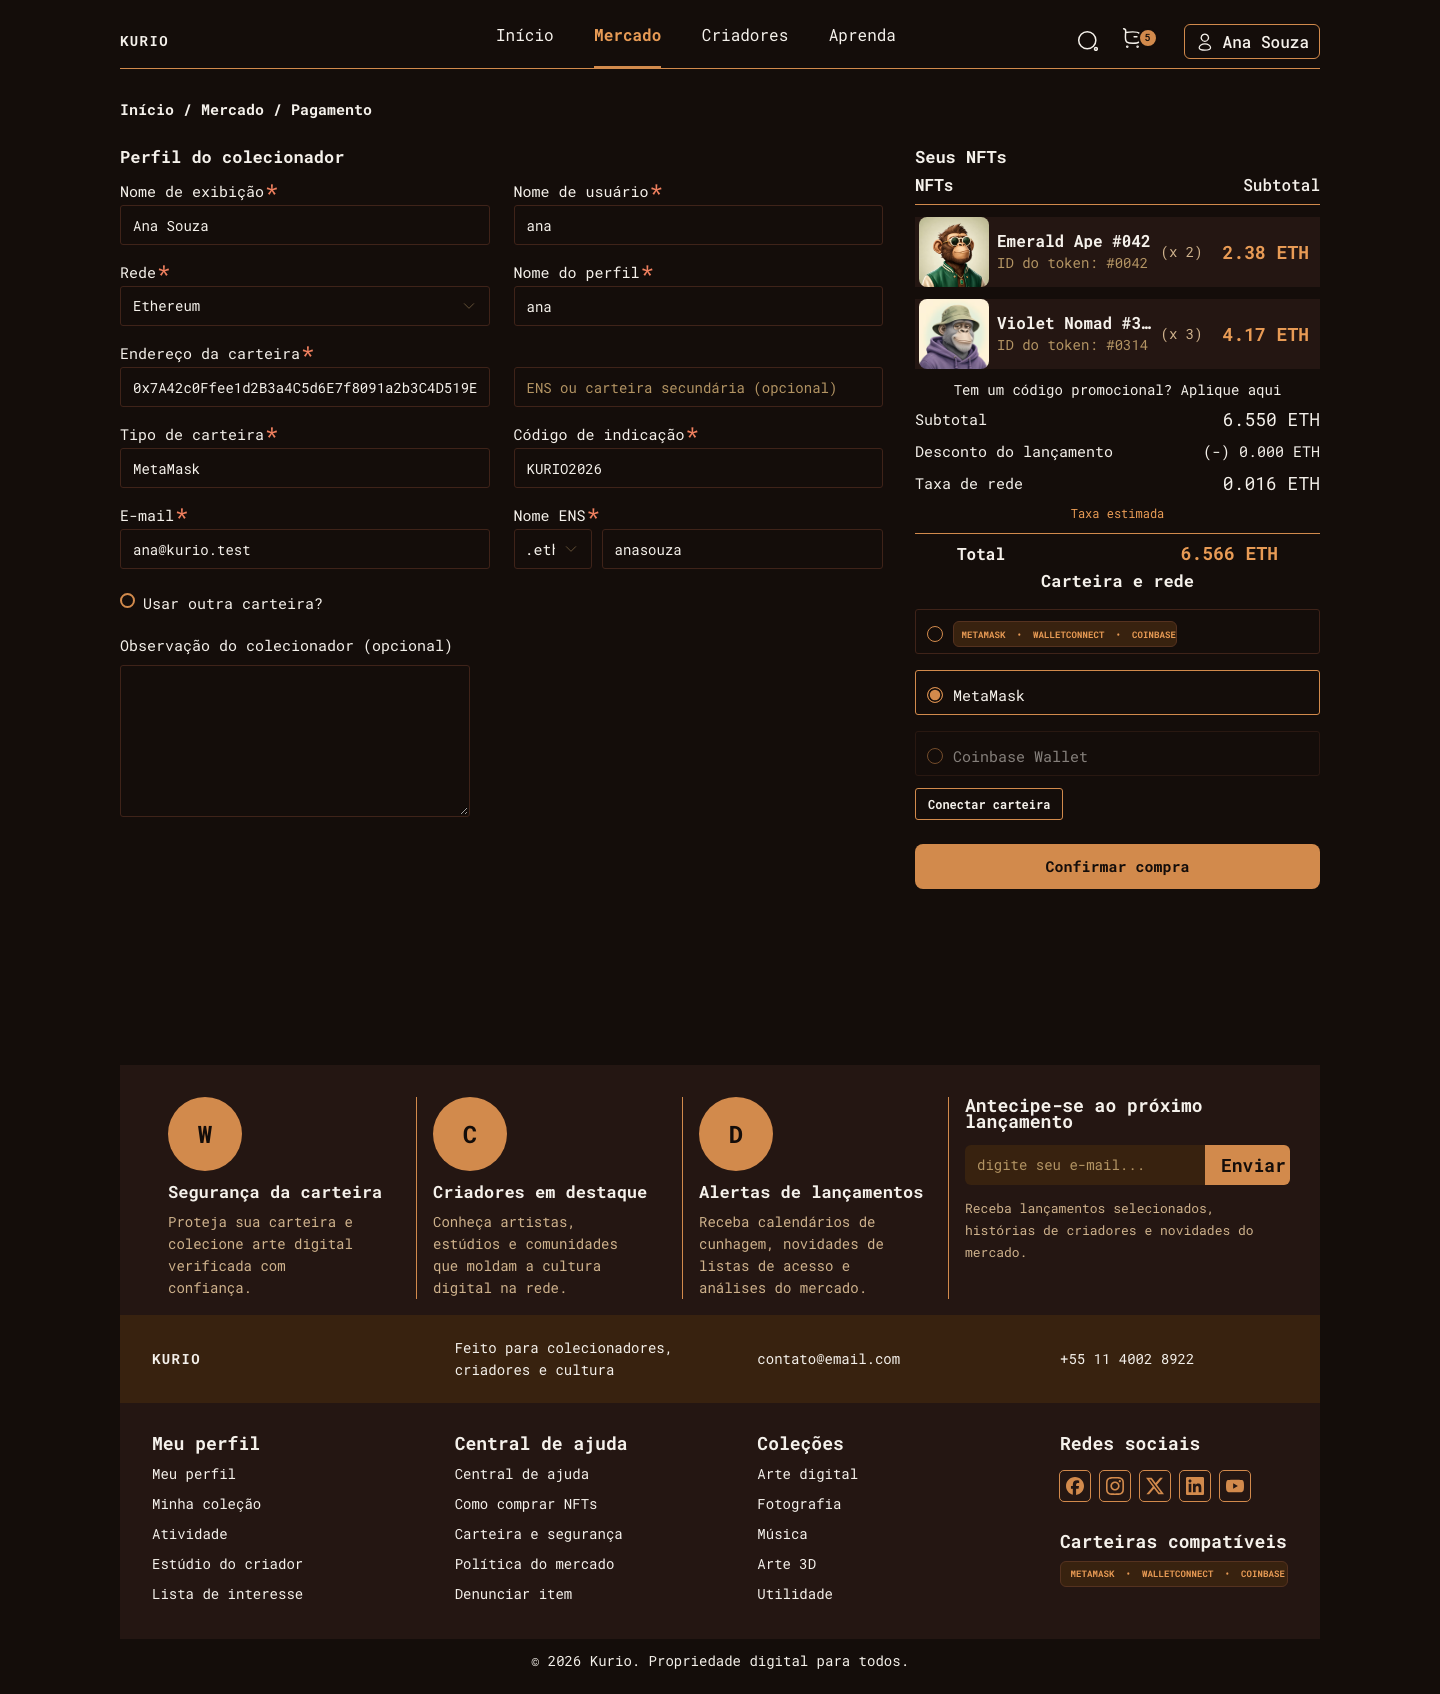 KURIO
Início
Mercado
Criadores
Aprenda
5
Ana Souza
Início / Mercado / Pagamento
Perfil do colecionador
Nome de exibição*
Nome de usuário*
Ana Souza
ana
Rede*
Nome do perfil*
Ethereum
ana
Endereço da carteira*
0x7A42c0Ffee1d2B3a4C5d6E7f8091a2b3C4D519E
ENS ou carteira secundária (opcional)
Tipo de carteira*
Código de indicação*
MetaMask
KURIO2026
E-mail*
Nome ENS*
ana@kurio.test
.eth
anasouza
Usar outra carteira?
Observação do colecionador (opcional)
Seus NFTs
NFTs
Subtotal
Emerald Ape #042
ID do token: #0042
(x 2)
2.38 ETH
Violet Nomad #3…
ID do token: #0314
(x 3)
4.17 ETH
Tem um código promocional? Aplique aqui
Subtotal
6.550 ETH
Desconto do lançamento
(-) 0.000 ETH
Taxa de rede
0.016 ETH
Taxa estimada
Total
6.566 ETH
Carteira e rede
METAMASK • WALLETCONNECT • COINBASE
MetaMask
Coinbase Wallet
Conectar carteira
Confirmar compra
W
Segurança da carteira
Proteja sua carteira e
colecione arte digital
verificada com
confiança.
C
Criadores em destaque
Conheça artistas,
estúdios e comunidades
que moldam a cultura
digital na rede.
D
Alertas de lançamentos
Receba calendários de
cunhagem, novidades de
listas de acesso e
análises do mercado.
Antecipe-se ao próximo
lançamento
digite seu e-mail...
Enviar
Receba lançamentos selecionados,
histórias de criadores e novidades do
mercado.
KURIO
Feito para colecionadores,
criadores e cultura
contato@email.com
+55 11 4002 8922
Meu perfil
Meu perfil
Minha coleção
Atividade
Estúdio do criador
Lista de interesse
Central de ajuda
Central de ajuda
Como comprar NFTs
Carteira e segurança
Política do mercado
Denunciar item
Coleções
Arte digital
Fotografia
Música
Arte 3D
Utilidade
Redes sociais
Carteiras compatíveis
METAMASK • WALLETCONNECT • COINBASE
© 2026 Kurio. Propriedade digital para todos.